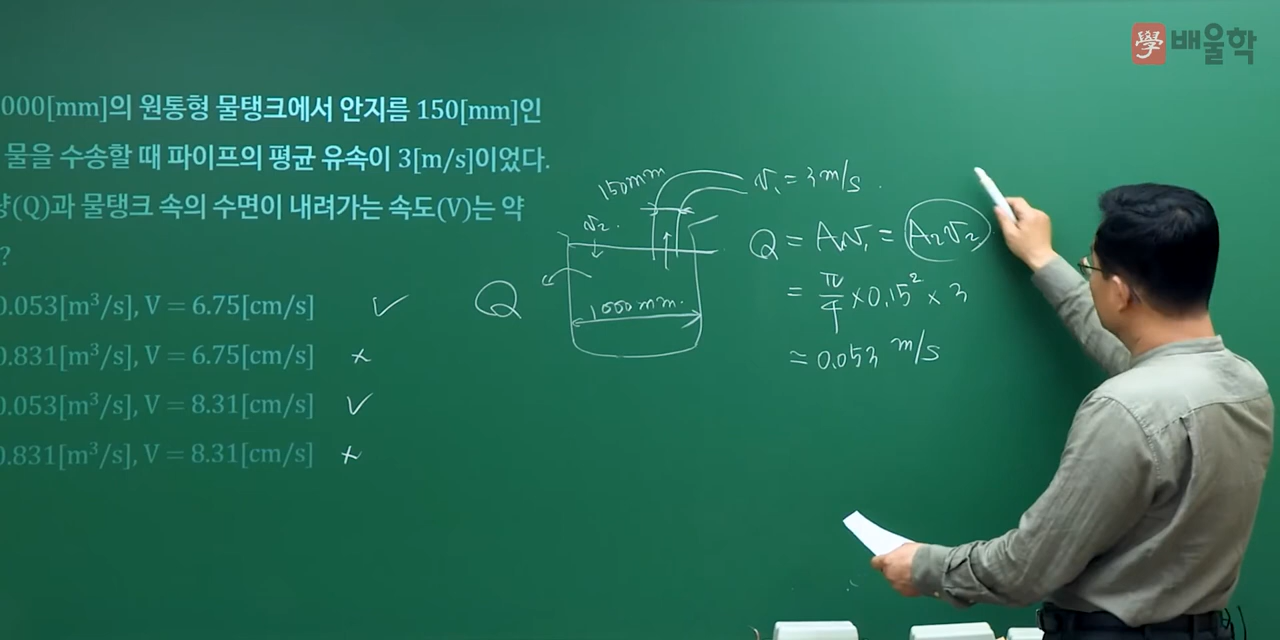 學 배울학
000[mm]의 원통형 물탱크에서 안지름 150[mm]인
물을 수송할 때 파이프의 평균 유속이 3[m/s]이었다.
량(Q)과 물탱크 속의 수면이 내려가는 속도(V)는 약
?
0.053[m³/s], V = 6.75[cm/s] ✓
0.831[m³/s], V = 6.75[cm/s] ×
0.053[m³/s], V = 8.31[cm/s] ✓
0.831[m³/s], V = 8.31[cm/s] ×
150mm
V₁ = 3m/s
V₂
Q
1000mm
Q = A₁V₁ = A₂V₂
= π/4 × 0.15² × 3
≃ 0.053 m/s